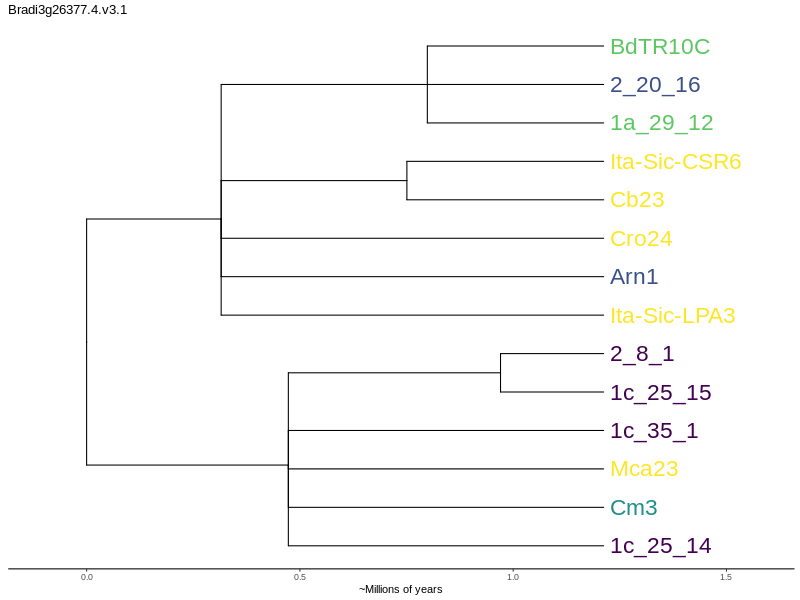 Bradi3g26377.4.v3.1
BdTR10C
2_20_16
1a_29_12
Ita-Sic-CSR6
Cb23
Cro24
Arn1
Ita-Sic-LPA3
2_8_1
1c_25_15
1c_35_1
Mca23
Cm3
1c_25_14
0.0 0.5 1.0 1.5
~Millions of years